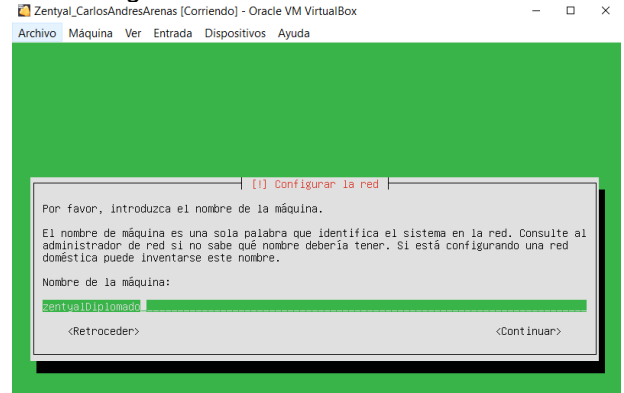 Zentyal_CarlosAndresArenas [Corriendo] - Oracle VM VirtualBox
Archivo Máquina Ver Entrada Dispositivos Ayuda
[!] Configurar la red
Por favor, introduzca el nombre de la máquina.
El nombre de máquina es una sola palabra que identifica el sistema en la red. Consulte al
administrador de red si no sabe qué nombre debería tener. Si está configurando una red
doméstica puede inventarse este nombre.
Nombre de la máquina:
zentyalDiplomado
<Retroceder> <Continuar>